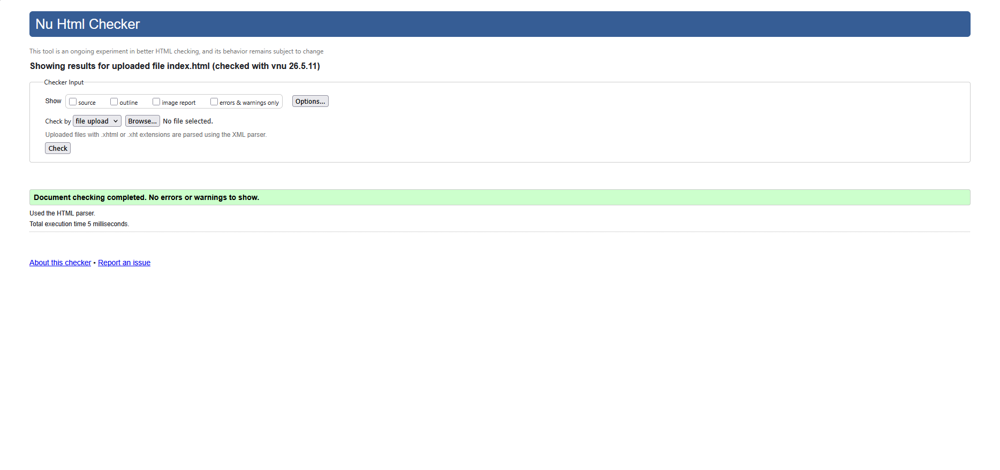 Nu Html Checker
This tool is an ongoing experiment in better HTML checking, and its behavior remains subject to change
Showing results for uploaded file index.html (checked with vnu 26.5.11)
Checker Input
Show source outline image report errors & warnings only Options...
Check by file upload Browse... No file selected.
Uploaded files with .xhtml or .xht extensions are parsed using the XML parser.
Check
Document checking completed. No errors or warnings to show.
Used the HTML parser.
Total execution time 5 milliseconds.
About this checker • Report an issue